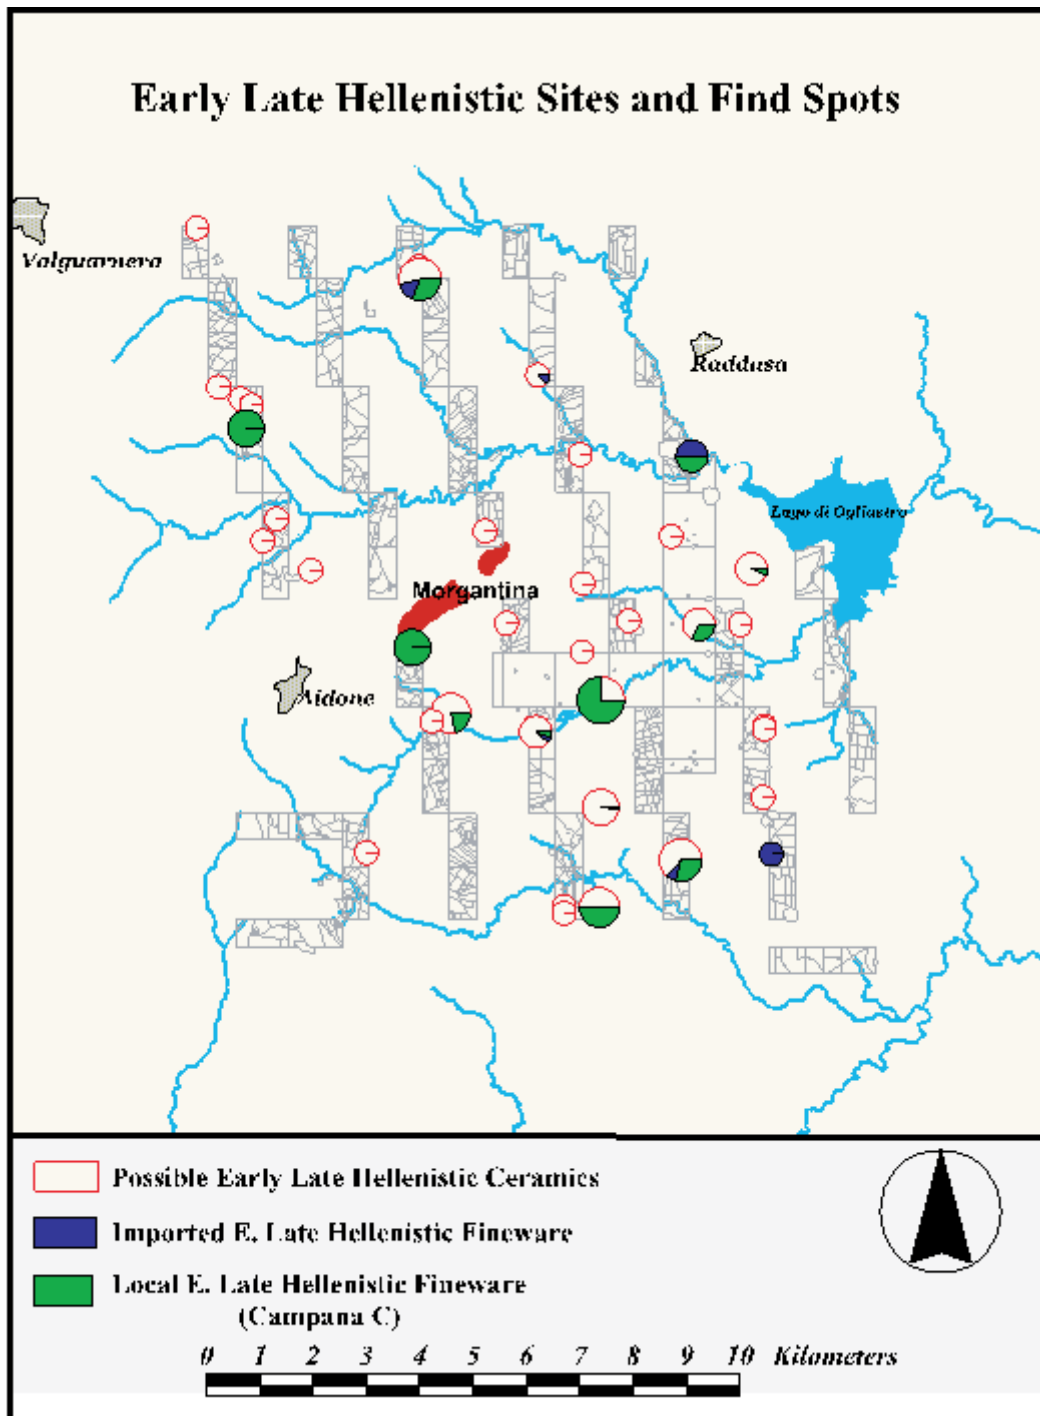 Early Late Hellenistic Sites and Find Spots
Valguarnera
Raddusa
Lago di Ogliastro
Morgantina
Aidone
Possible Early Late Hellenistic Ceramics
Imported E. Late Hellenistic Fineware
Local E. Late Hellenistic Fineware
(Campana C)
0 1 2 3 4 5 6 7 8 9 10 Kilometers